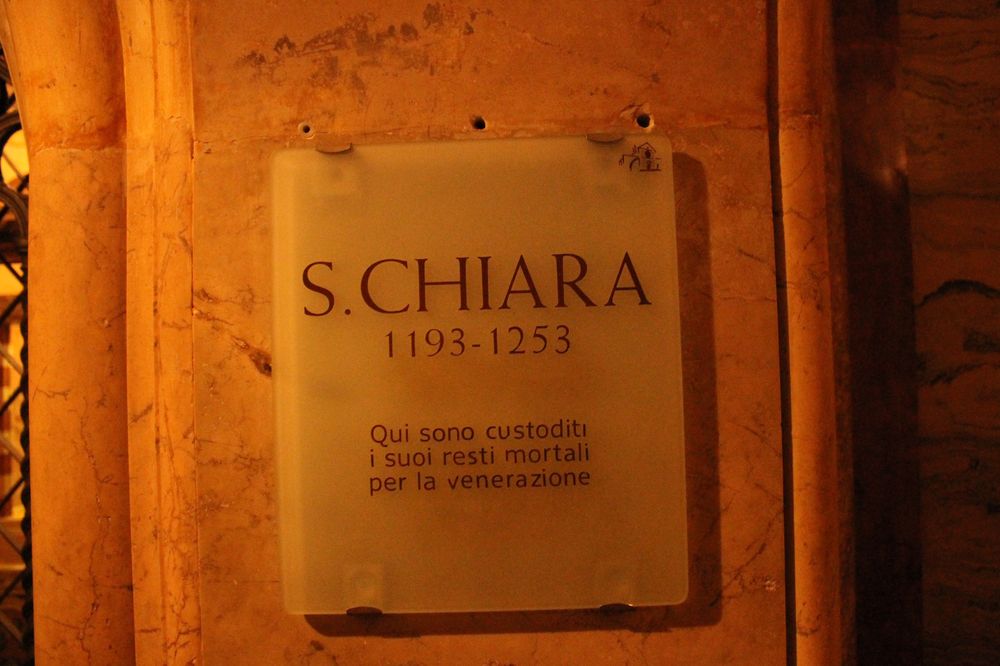 S. CHIARA
1193-1253
Qui sono custoditi
i suoi resti mortali
per la venerazione